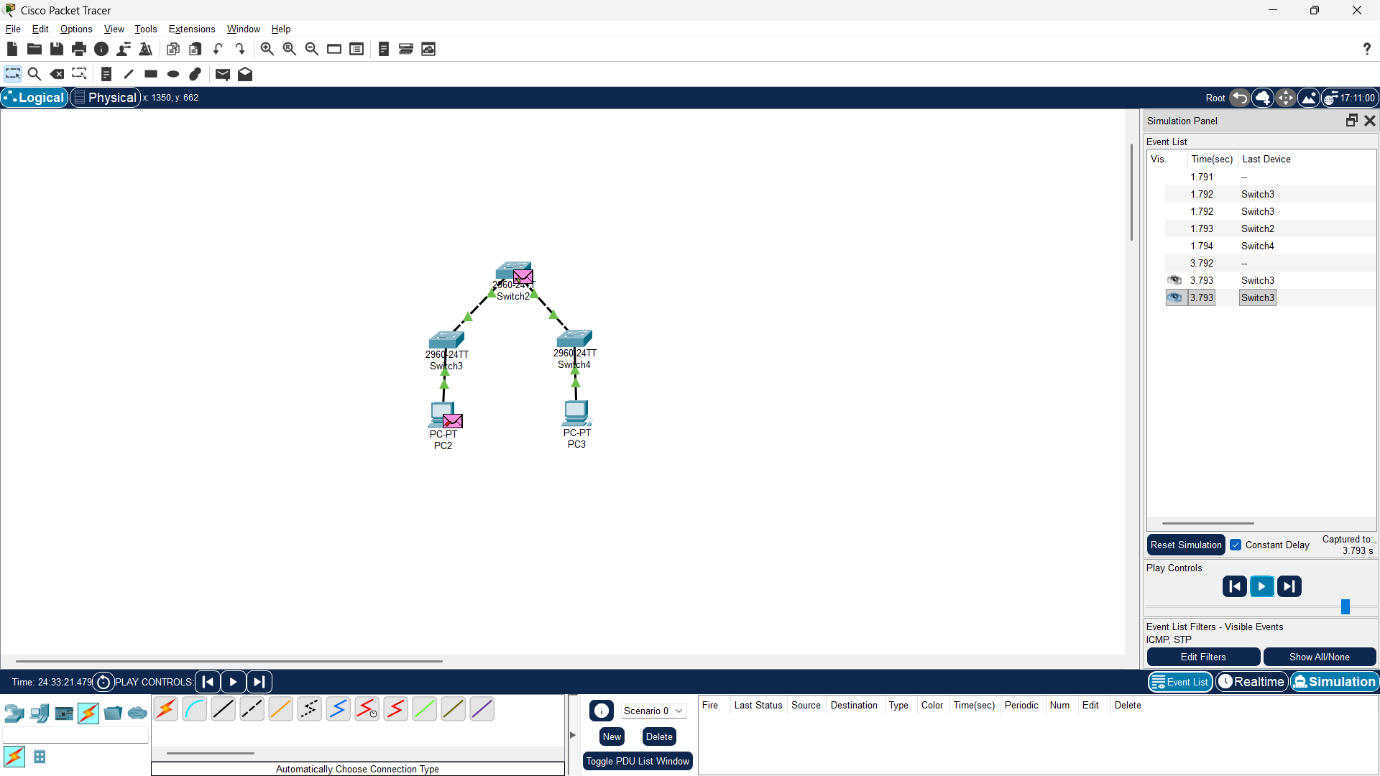 Cisco Packet Tracer
File Edit Options View Tools Extensions Window Help
?
Logical Physical x: 1350, y: 662 Root 17:11:00
Simulation Panel
Event List
Vis. Time(sec) Last Device
1.791 --
1.792 Switch3
1.792 Switch3
1.793 Switch2
1.794 Switch4
3.792 --
3.793 Switch3
3.793 Switch3
2960-24TT
Switch2
2960-24TT
Switch3
2960-24TT
Switch4
PC-PT
PC2
PC-PT
PC3
Reset Simulation Constant Delay Captured to:
3.793 s
Play Controls
Event List Filters - Visible Events
ICMP, STP
Edit Filters Show All/None
Time: 24:33:21.479 PLAY CONTROLS: Event List Realtime Simulation
Scenario 0
New Delete
Toggle PDU List Window
Fire Last Status Source Destination Type Color Time(sec) Periodic Num Edit Delete
Automatically Choose Connection Type